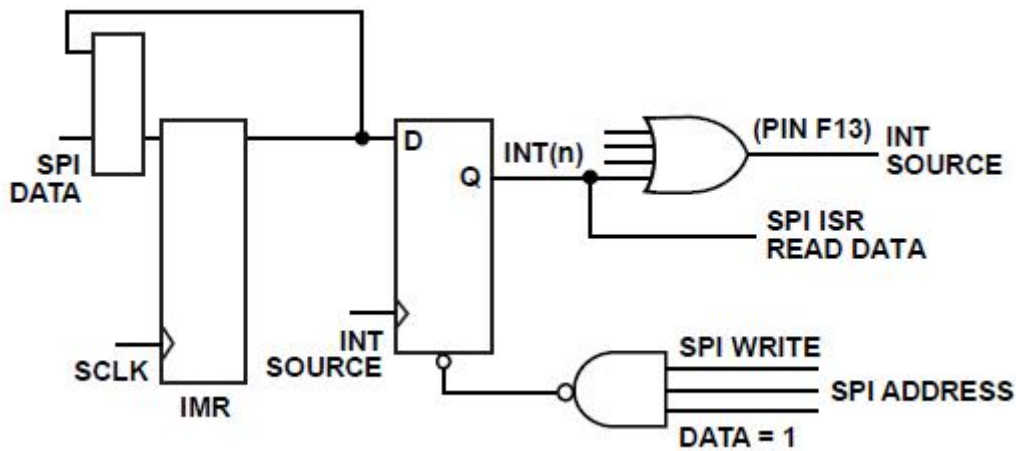 SPI
DATA
SCLK
IMR
D
Q
INT
SOURCE
INT(n)
(PIN F13)
INT
SOURCE
SPI ISR
READ DATA
SPI WRITE
SPI ADDRESS
DATA = 1